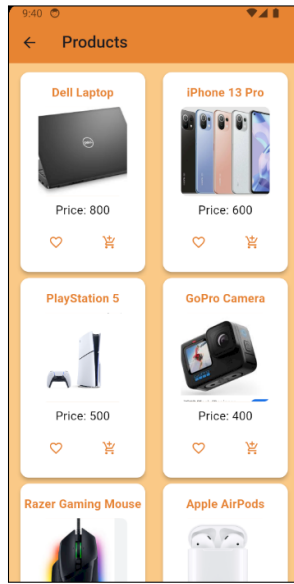 9:40
Products
Dell Laptop
iPhone 13 Pro
DELL
Price: 800
Price: 600
PlayStation 5
GoPro Camera
Price: 500
Price: 400
Razer Gaming Mouse
Apple AirPods